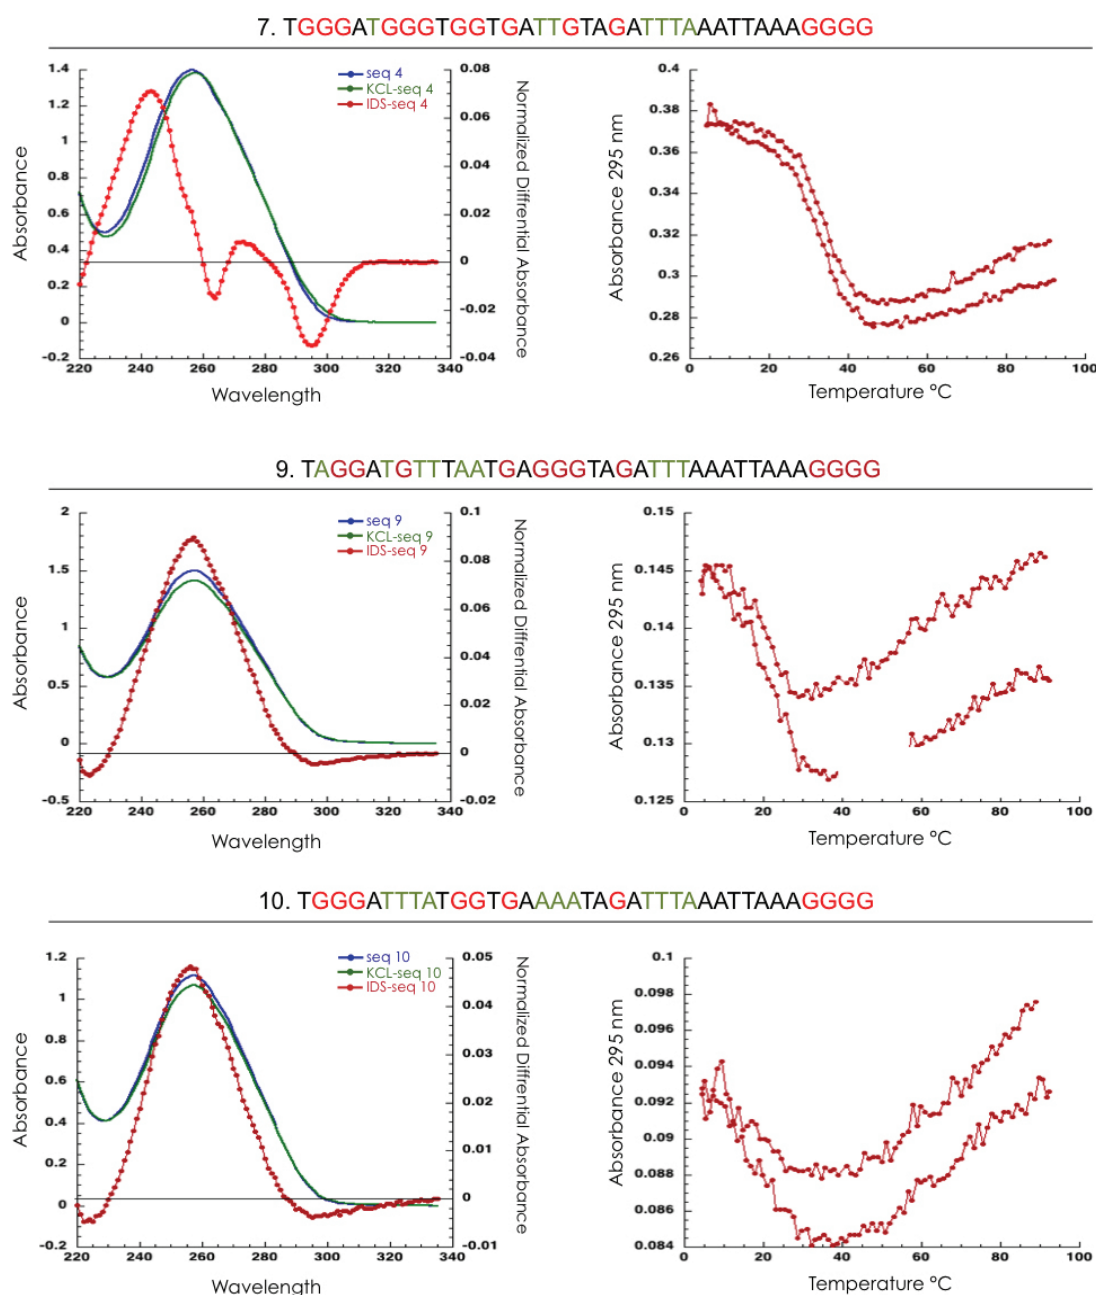 7. TGGGATGGGTGGTGATTGTAGATTTAAATTAAAGGGG
Absorbance
1.4
1.2
1
0.8
0.6
0.4
0.2
0
-0.2
seq 4
KCL-seq 4
IDS-seq 4
0.08
0.06
0.04
0.02
0
-0.02
-0.04
Normalized Diffrential Absorbance
220 240 260 280 300 320 340
Wavelength
Absorbance 295 nm
0.4
0.38
0.36
0.34
0.32
0.3
0.28
0.26
0 20 40 60 80 100
Temperature °C
9. TAGGATGTTTAATGAGGGTAGATTTAAATTAAAGGGG
Absorbance
2
1.5
1
0.5
0
-0.5
seq 9
KCL-seq 9
IDS-seq 9
0.1
0.08
0.06
0.04
0.02
0
-0.02
Normalized Diffrential Absorbance
220 240 260 280 300 320 340
Wavelength
Absorbance 295 nm
0.15
0.145
0.14
0.135
0.13
0.125
0 20 40 60 80 100
Temperature °C
10. TGGGATTTATGGTGAAAATAGATTTAAATTAAAGGGG
Absorbance
1.2
1
0.8
0.6
0.4
0.2
0
-0.2
seq 10
KCL-seq 10
IDS-seq 10
0.05
0.04
0.03
0.02
0.01
0
-0.01
Normalized Diffrential Absorbance
220 240 260 280 300 320 340
Wavelength
Absorbance 295 nm
0.1
0.098
0.096
0.094
0.092
0.09
0.088
0.086
0.084
0 20 40 60 80 100
Temperature °C